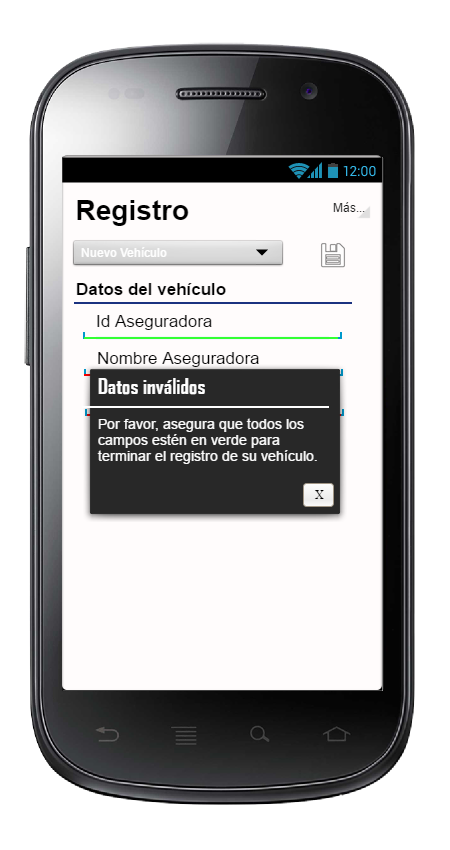 12:00
Registro
Más...
Nuevo Vehículo
Datos del vehículo
Id Aseguradora
Nombre Aseguradora
Datos inválidos
Por favor, asegura que todos los
campos estén en verde para
terminar el registro de su vehículo.
X